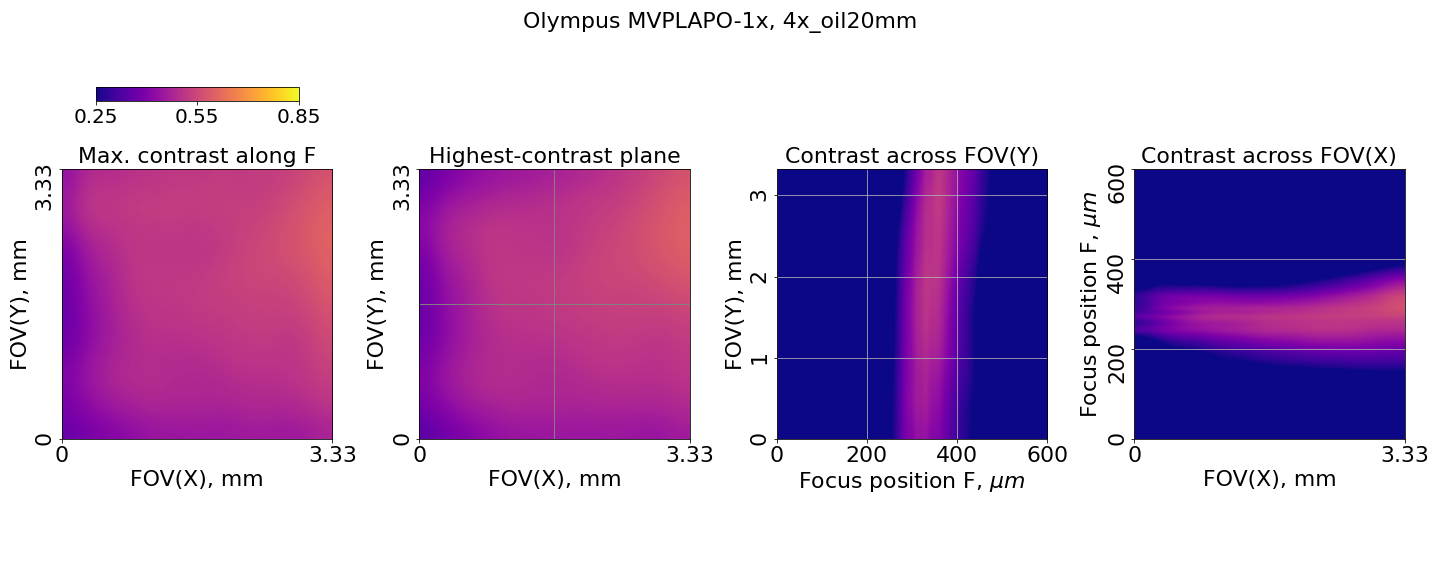 Olympus MVPLAPO-1x, 4x_oil20mm
0.25 0.55 0.85
Max. contrast along F
3.33
0
FOV(Y), mm
0 3.33
FOV(X), mm
Highest-contrast plane
3.33
0
FOV(Y), mm
0 3.33
FOV(X), mm
Contrast across FOV(Y)
3
2
1
0
FOV(Y), mm
0 200 400 600
Focus position F, μm
Contrast across FOV(X)
600
400
200
0
Focus position F, μm
0 3.33
FOV(X), mm